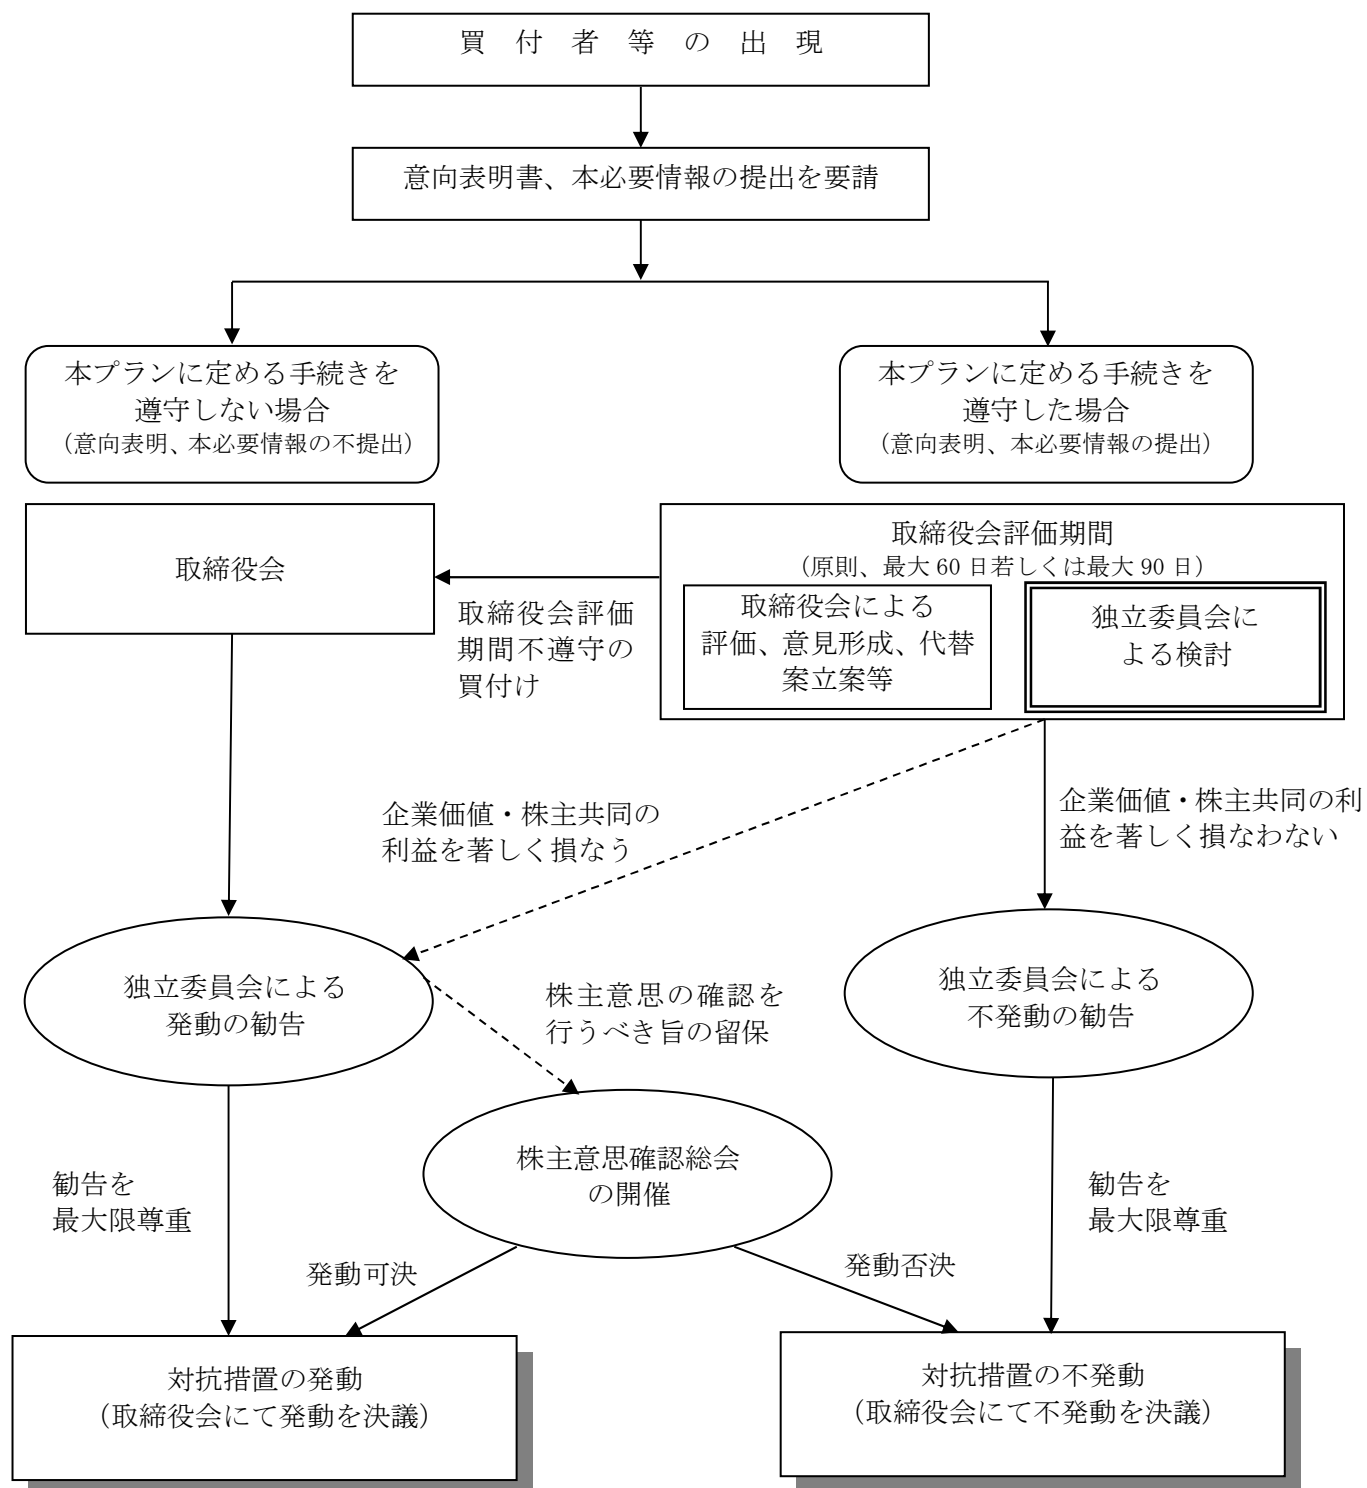 買付者等の出現
意向表明書、本必要情報の提出を要請
本プランに定める手続きを
遵守しない場合
（意向表明、本必要情報の不提出）
本プランに定める手続きを
遵守した場合
（意向表明、本必要情報の提出）
取締役会
取締役会評価期間
（原則、最大 60 日若しくは最大 90 日）
取締役会による
評価、意見形成、代替
案立案等
独立委員会に
よる検討
取締役会評価
期間不遵守の
買付け
企業価値・株主共同の
利益を著しく損なう
企業価値・株主共同の利
益を著しく損なわない
独立委員会による
発動の勧告
株主意思の確認を
行うべき旨の留保
独立委員会による
不発動の勧告
株主意思確認総会
の開催
勧告を
最大限尊重
勧告を
最大限尊重
発動可決
発動否決
対抗措置の発動
（取締役会にて発動を決議）
対抗措置の不発動
（取締役会にて不発動を決議）